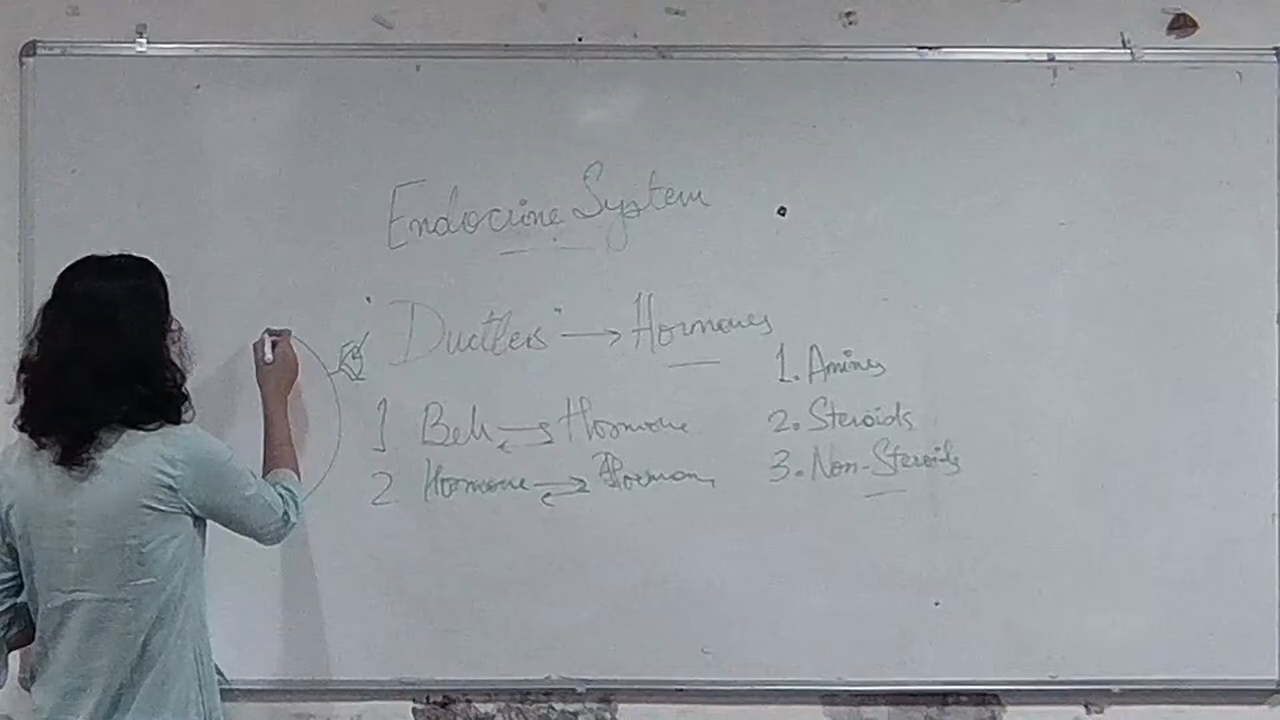 Endocrine System
"Ductless" → Hormones
1 Beh ⇌ Hormone
2 Hormone ⇌ Hormon
1. Amines
2. Steroids
3. Non-Steroids